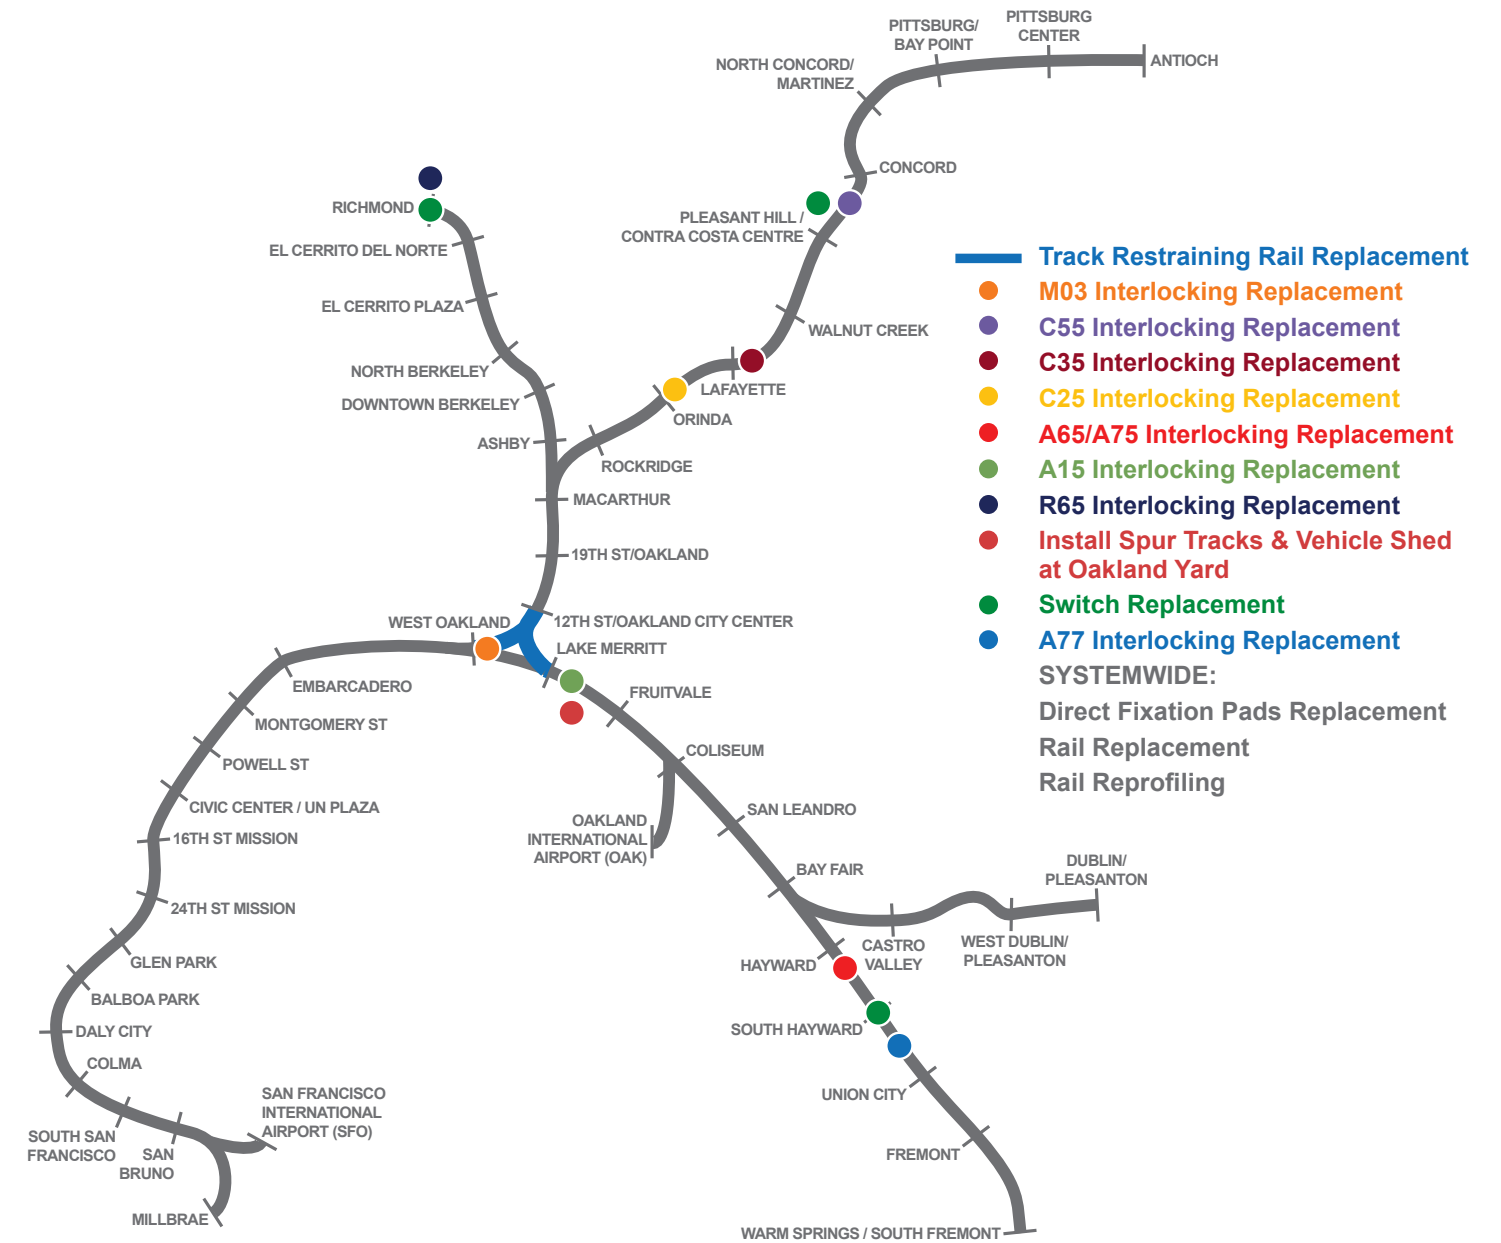 PITTSBURG/
BAY POINT
PITTSBURG
CENTER
ANTIOCH
NORTH CONCORD/
MARTINEZ
CONCORD
RICHMOND
PLEASANT HILL /
CONTRA COSTA CENTRE
EL CERRITO DEL NORTE
EL CERRITO PLAZA
WALNUT CREEK
NORTH BERKELEY
DOWNTOWN BERKELEY
LAFAYETTE
ORINDA
ASHBY
ROCKRIDGE
MACARTHUR
19TH ST/OAKLAND
WEST OAKLAND
12TH ST/OAKLAND CITY CENTER
LAKE MERRITT
EMBARCADERO
FRUITVALE
MONTGOMERY ST
POWELL ST
COLISEUM
CIVIC CENTER / UN PLAZA
16TH ST MISSION
OAKLAND
INTERNATIONAL
AIRPORT (OAK)
SAN LEANDRO
24TH ST MISSION
BAY FAIR
DUBLIN/
PLEASANTON
GLEN PARK
HAYWARD
CASTRO
VALLEY
WEST DUBLIN/
PLEASANTON
BALBOA PARK
DALY CITY
SOUTH HAYWARD
COLMA
UNION CITY
SAN FRANCISCO
INTERNATIONAL
AIRPORT (SFO)
SOUTH SAN
FRANCISCO
SAN
BRUNO
FREMONT
MILLBRAE
WARM SPRINGS / SOUTH FREMONT
Track Restraining Rail Replacement
M03 Interlocking Replacement
C55 Interlocking Replacement
C35 Interlocking Replacement
C25 Interlocking Replacement
A65/A75 Interlocking Replacement
A15 Interlocking Replacement
R65 Interlocking Replacement
Install Spur Tracks & Vehicle Shed
at Oakland Yard
Switch Replacement
A77 Interlocking Replacement
SYSTEMWIDE:
Direct Fixation Pads Replacement
Rail Replacement
Rail Reprofiling